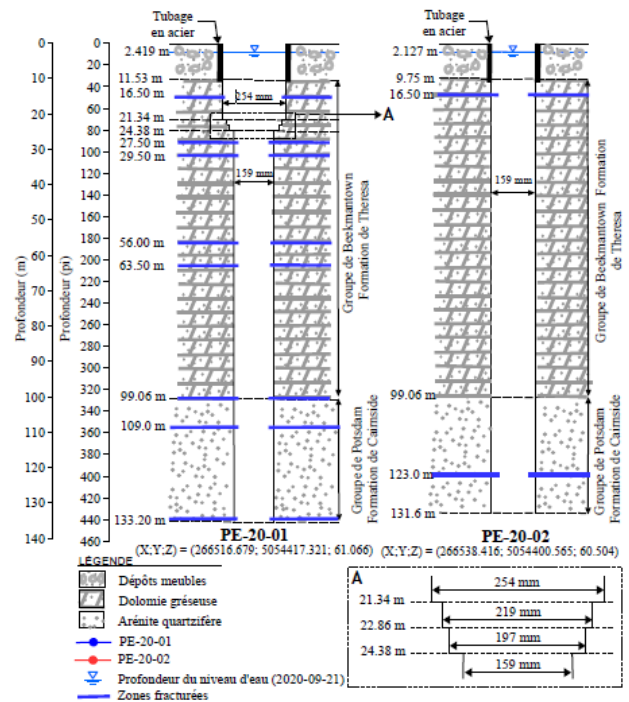 Tubage
en acier
Tubage
en acier
Profondeur (m)
0
10
20
30
40
50
60
70
80
90
100
110
120
130
140
Profondeur (pi)
0
20
40
60
80
100
120
140
160
180
200
220
240
260
280
300
320
340
360
380
400
420
440
460
2.419 m
11.53 m
16.50 m
21.34 m
24.38 m
27.50 m
29.50 m
56.00 m
63.50 m
99.06 m
109.0 m
133.20 m
254 mm
A
159 mm
Groupe de Beekmantown
Formation de Theresa
Groupe de Potsdam
Formation de Cairnside
2.127 m
9.75 m
16.50 m
159 mm
99.06 m
123.0 m
131.6 m
Groupe de Beekmantown Formation
de Theresa
Groupe de Potsdam
Formation de Cairnside
PE-20-01
(X;Y;Z) = (266516.679; 5054417.321; 61.066)
PE-20-02
(X;Y;Z) = (266538.416; 5054400.565; 60.504)
LÉGENDE
Dépôts meubles
Dolomie gréseuse
Arénite quartzifère
PE-20-01
PE-20-02
Profondeur du niveau d'eau (2020-09-21)
Zones fracturées
A
21.34 m
22.86 m
24.38 m
254 mm
219 mm
197 mm
159 mm